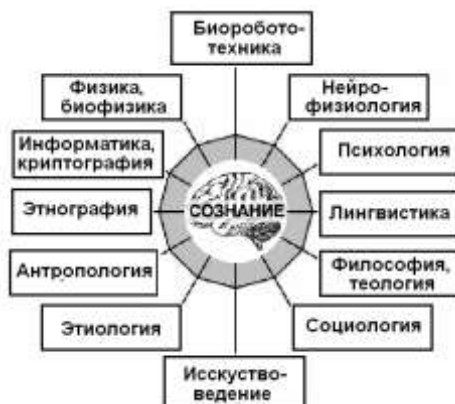 Биоробото-
техника
Физика,
биофизика
Нейро-
физиология
Информатика,
криптография
Психология
Этнография
СОЗНАНИЕ
Лингвистика
Антропология
Философия,
теология
Этиология
Социология
Исскуство-
ведение